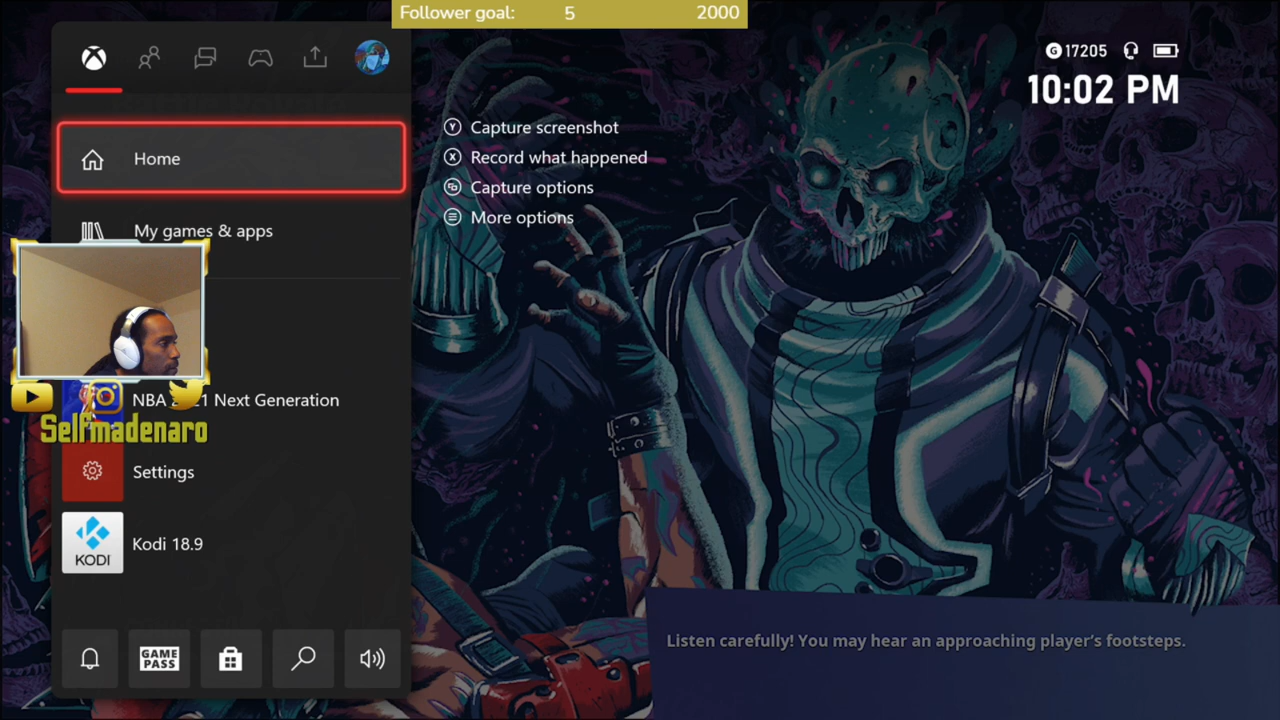 Follower goal: 5 2000
G 17205
10:02 PM
Home
Y Capture screenshot
X Record what happened
Capture options
More options
My games & apps
NBA 21 Next Generation
Selfmadenaro
Settings
KODI
Kodi 18.9
GAME
PASS
Listen carefully! You may hear an approaching player's footsteps.